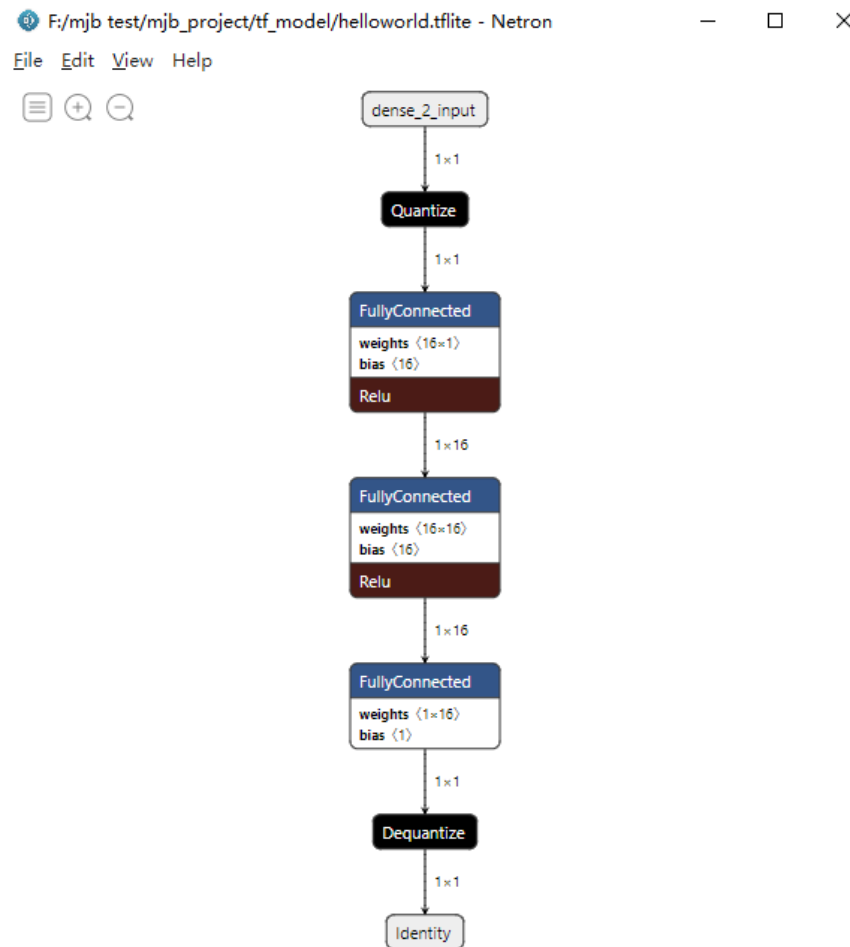 F:/mjb test/mjb_project/tf_model/helloworld.tflite - Netron
File Edit View Help
dense_2_input
1×1
Quantize
1×1
FullyConnected
weights 〈16×1〉
bias 〈16〉
Relu
1×16
FullyConnected
weights 〈16×16〉
bias 〈16〉
Relu
1×16
FullyConnected
weights 〈1×16〉
bias 〈1〉
1×1
Dequantize
1×1
Identity